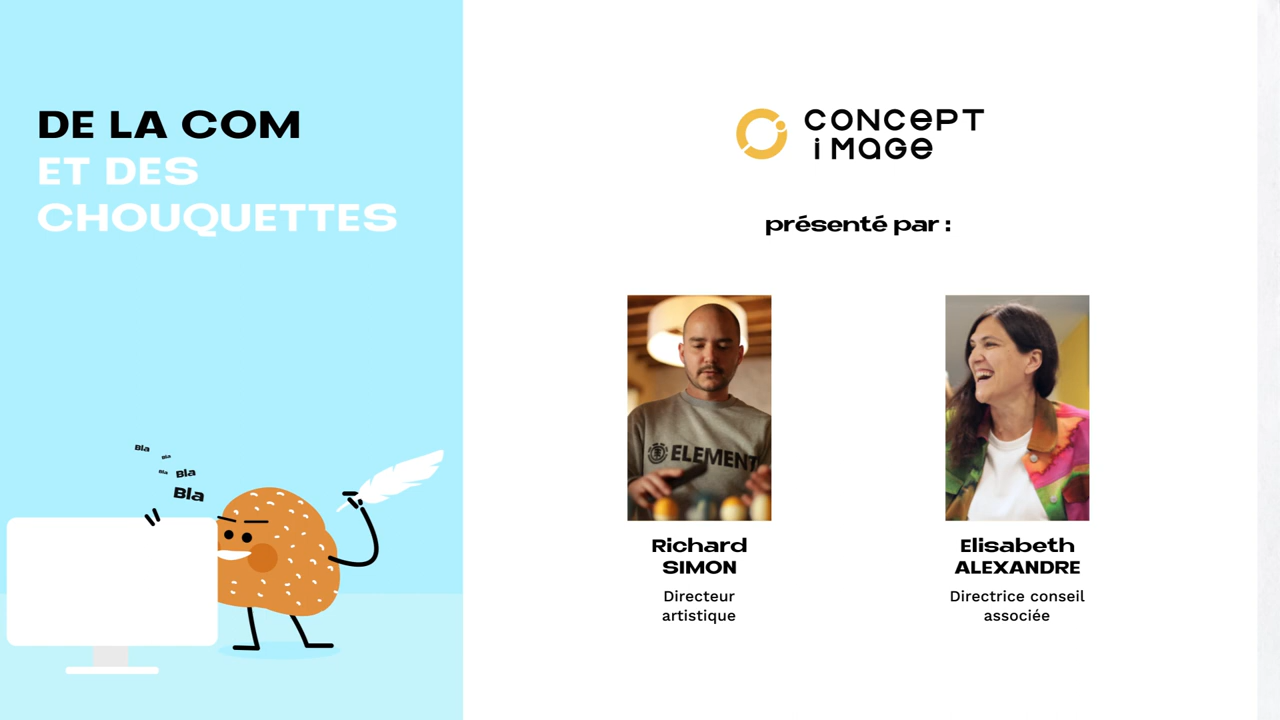 DE LA COM
ET DES
CHOUQUETTES
CONCEPT
iMAGE
présenté par :
Bla
Bla
Bla
Bla
Bla
ELEMENT
Richard
SIMON
Directeur
artistique
Elisabeth
ALEXANDRE
Directrice conseil
associée